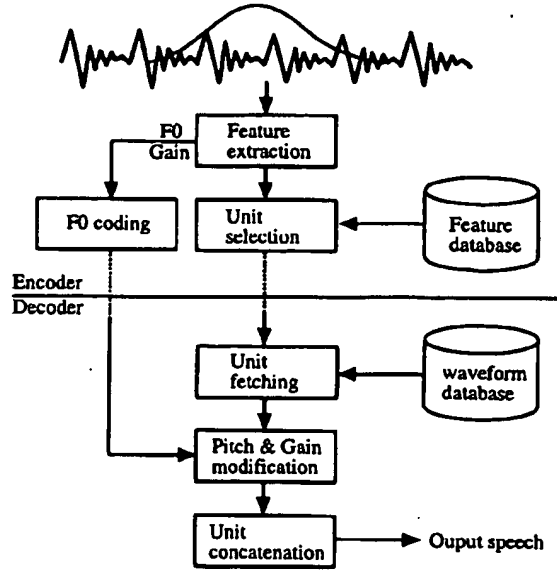 F0
Gain
Feature
extraction
F0 coding
Unit
selection
Feature
database
Encoder
Decoder
Unit
fetching
waveform
database
Pitch & Gain
modification
Unit
concatenation
Ouput speech